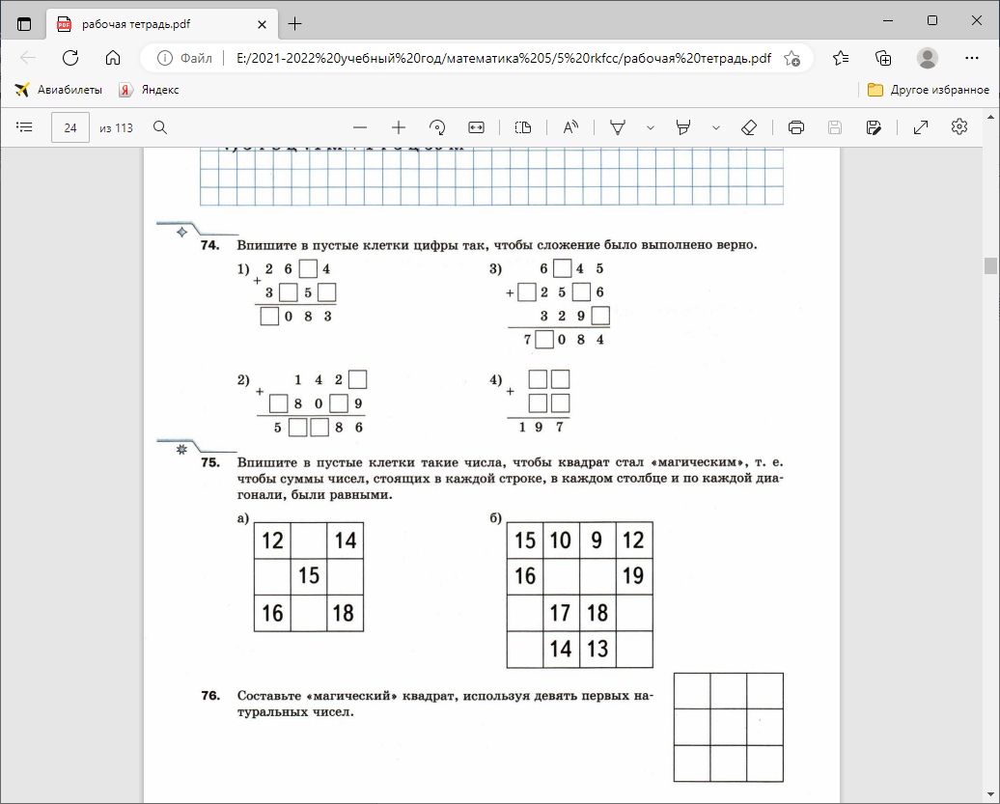 рабочая тетрадь.pdf
Файл E:/2021-2022%20учебный%20год/математика%205/5%20rkfcc/рабочая%20тетрадь.pdf
Авиабилеты Яндекс Другое избранное
24 из 113
74. Впишите в пустые клетки цифры так, чтобы сложение было выполнено верно.
1) 2 6 4
+ 3 5
0 8 3
3) 6 4 5
+ 2 5 6
3 2 9
7 0 8 4
2) 1 4 2
+ 8 0 9
5 8 6
4)
+
1 9 7
75. Впишите в пустые клетки такие числа, чтобы квадрат стал «магическим», т. е.
чтобы суммы чисел, стоящих в каждой строке, в каждом столбце и по каждой диа-
гонали, были равными.
а)
12 14
15
16 18
б)
15 10 9 12
16 19
17 18
14 13
76. Составьте «магический» квадрат, используя девять первых на-
туральных чисел.